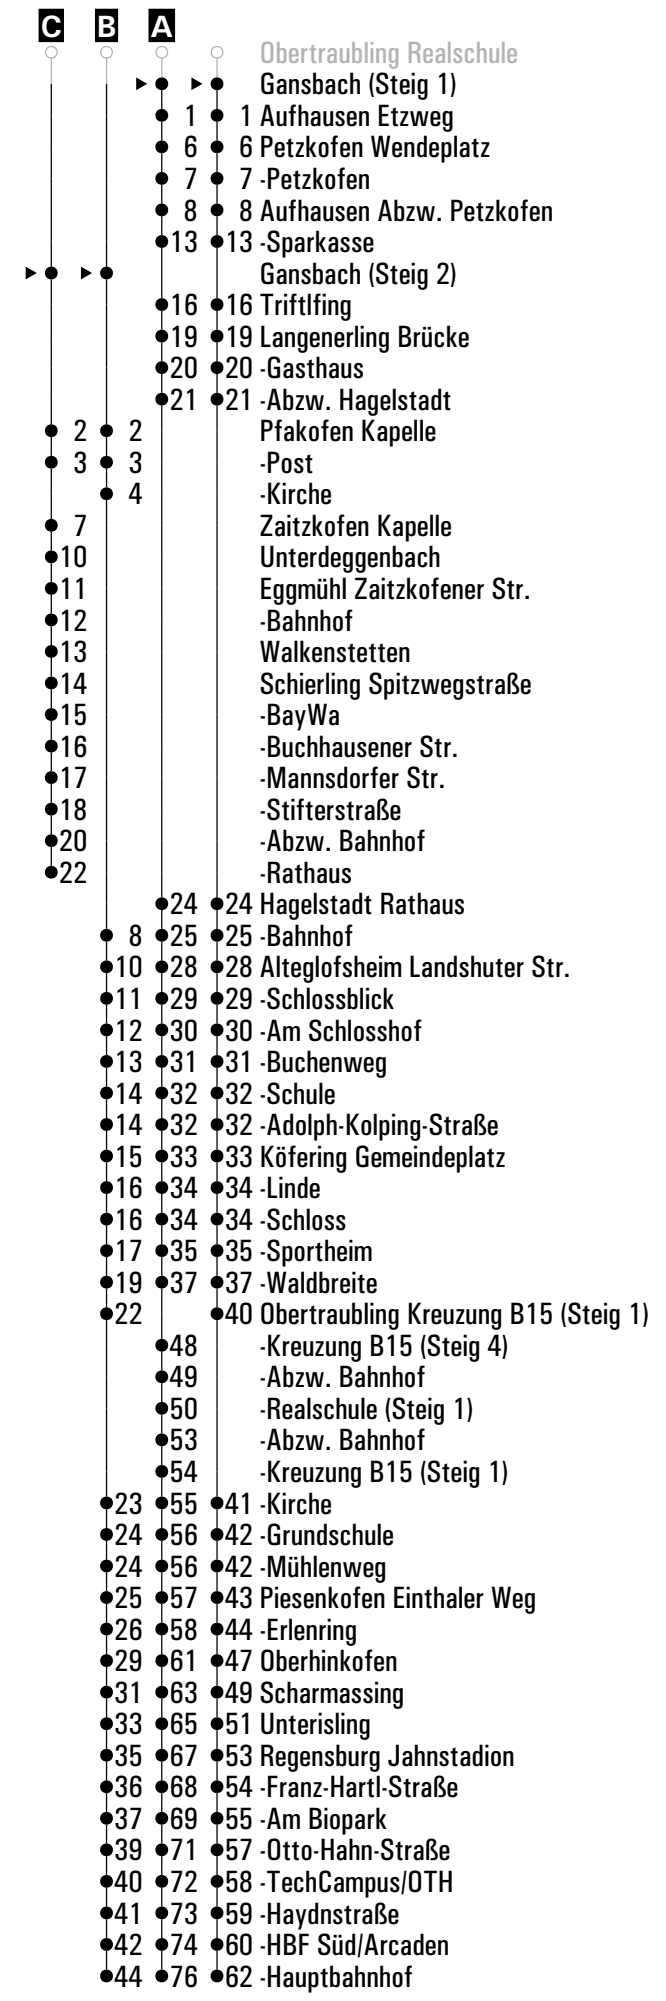 C B A
Obertraubling Realschule
Gansbach (Steig 1)
1 1 Aufhausen Etzweg
6 6 Petzkofen Wendeplatz
7 7 -Petzkofen
8 8 Aufhausen Abzw. Petzkofen
13 13 -Sparkasse
Gansbach (Steig 2)
16 16 Triftlfing
19 19 Langenerling Brücke
20 20 -Gasthaus
21 21 -Abzw. Hagelstadt
2 2 Pfakofen Kapelle
3 3 -Post
4 -Kirche
7 Zaitzkofen Kapelle
10 Unterdeggenbach
11 Eggmühl Zaitzkofener Str.
12 -Bahnhof
13 Walkenstetten
14 Schierling Spitzwegstraße
15 -BayWa
16 -Buchhausener Str.
17 -Mannsdorfer Str.
18 -Stifterstraße
20 -Abzw. Bahnhof
22 -Rathaus
24 24 Hagelstadt Rathaus
8 25 25 -Bahnhof
10 28 28 Alteglofsheim Landshuter Str.
11 29 29 -Schlossblick
12 30 30 -Am Schlosshof
13 31 31 -Buchenweg
14 32 32 -Schule
14 32 32 -Adolph-Kolping-Straße
15 33 33 Köfering Gemeindeplatz
16 34 34 -Linde
16 34 34 -Schloss
17 35 35 -Sportheim
19 37 37 -Waldbreite
22 40 Obertraubling Kreuzung B15 (Steig 1)
48 -Kreuzung B15 (Steig 4)
49 -Abzw. Bahnhof
50 -Realschule (Steig 1)
53 -Abzw. Bahnhof
54 -Kreuzung B15 (Steig 1)
23 55 41 -Kirche
24 56 42 -Grundschule
24 56 42 -Mühlenweg
25 57 43 Piesenkofen Einthaler Weg
26 58 44 -Erlenring
29 61 47 Oberhinkofen
31 63 49 Scharmassing
33 65 51 Unterisling
35 67 53 Regensburg Jahnstadion
36 68 54 -Franz-Hartl-Straße
37 69 55 -Am Biopark
39 71 57 -Otto-Hahn-Straße
40 72 58 -TechCampus/OTH
41 73 59 -Haydnstraße
42 74 60 -HBF Süd/Arcaden
44 76 62 -Hauptbahnhof